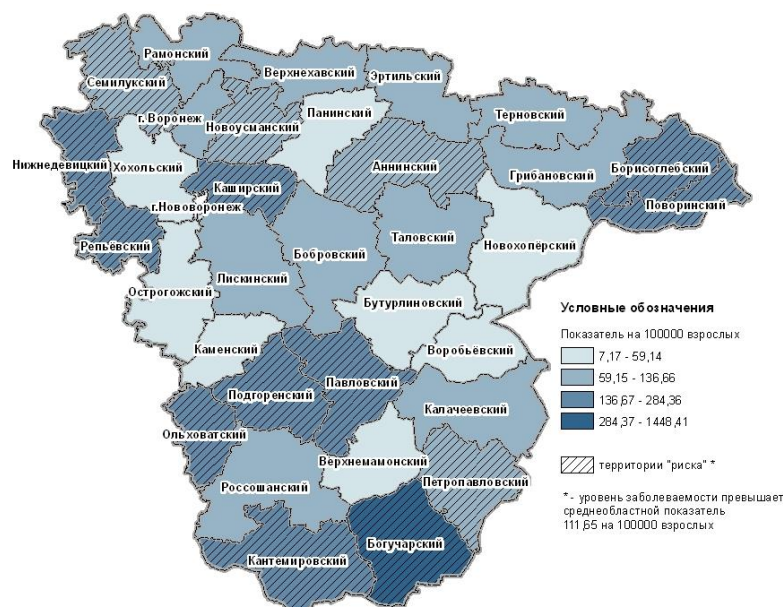 Рамонский
Верхнехавский
Эртильский
Семилукский
г. Воронеж
Новоусманский
Панинский
Терновский
Нижнедевицкий
Хохольский
Каширский
Аннинский
Грибановский
Борисоглебский
Поворинский
г.Нововоронеж
Репьёвский
Лискинский
Бобровский
Таловский
Новохопёрский
Острогожский
Бутурлиновский
Каменский
Воробьёвский
Подгоренский
Павловский
Калачеевский
Ольховатский
Верхнемамонский
Россошанский
Петропавловский
Кантемировский
Богучарский
Условные обозначения
Показатель на 100000 взрослых
7,17 - 59,14
59,15 - 136,66
136,67 - 284,36
284,37 - 1448,41
территории "риска" *
* - уровень заболеваемости превышает
среднеобластной показатель
111,65 на 100000 взрослых